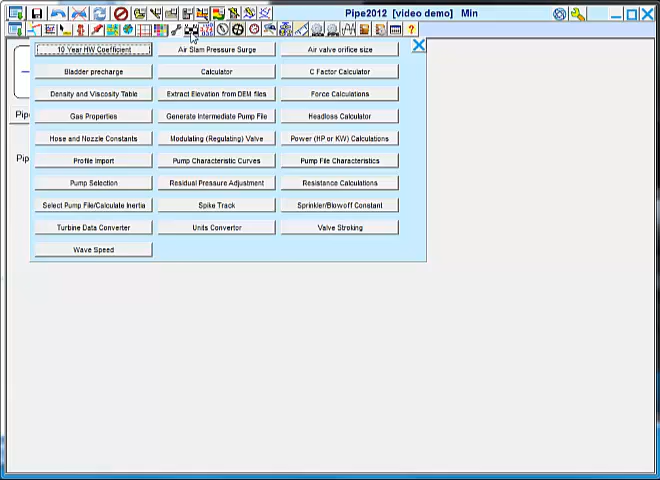 Pipe2012 [video demo] Min
10 Year HW Coefficient Air Slam Pressure Surge Air valve orifice size
Bladder precharge Calculator C Factor Calculator
Density and Viscosity Table Extract Elevation from DEM files Force Calculations
Pip Gas Properties Generate Intermediate Pump File Headloss Calculator
Hose and Nozzle Constants Modulating (Regulating) Valve Power (HP or KW) Calculations
Pip Profile Import Pump Characteristic Curves Pump File Characteristics
Pump Selection Residual Pressure Adjustment Resistance Calculations
Select Pump File/Calculate Inertia Spike Track Sprinkler/Blowoff Constant
Turbine Data Converter Units Convertor Valve Stroking
Wave Speed